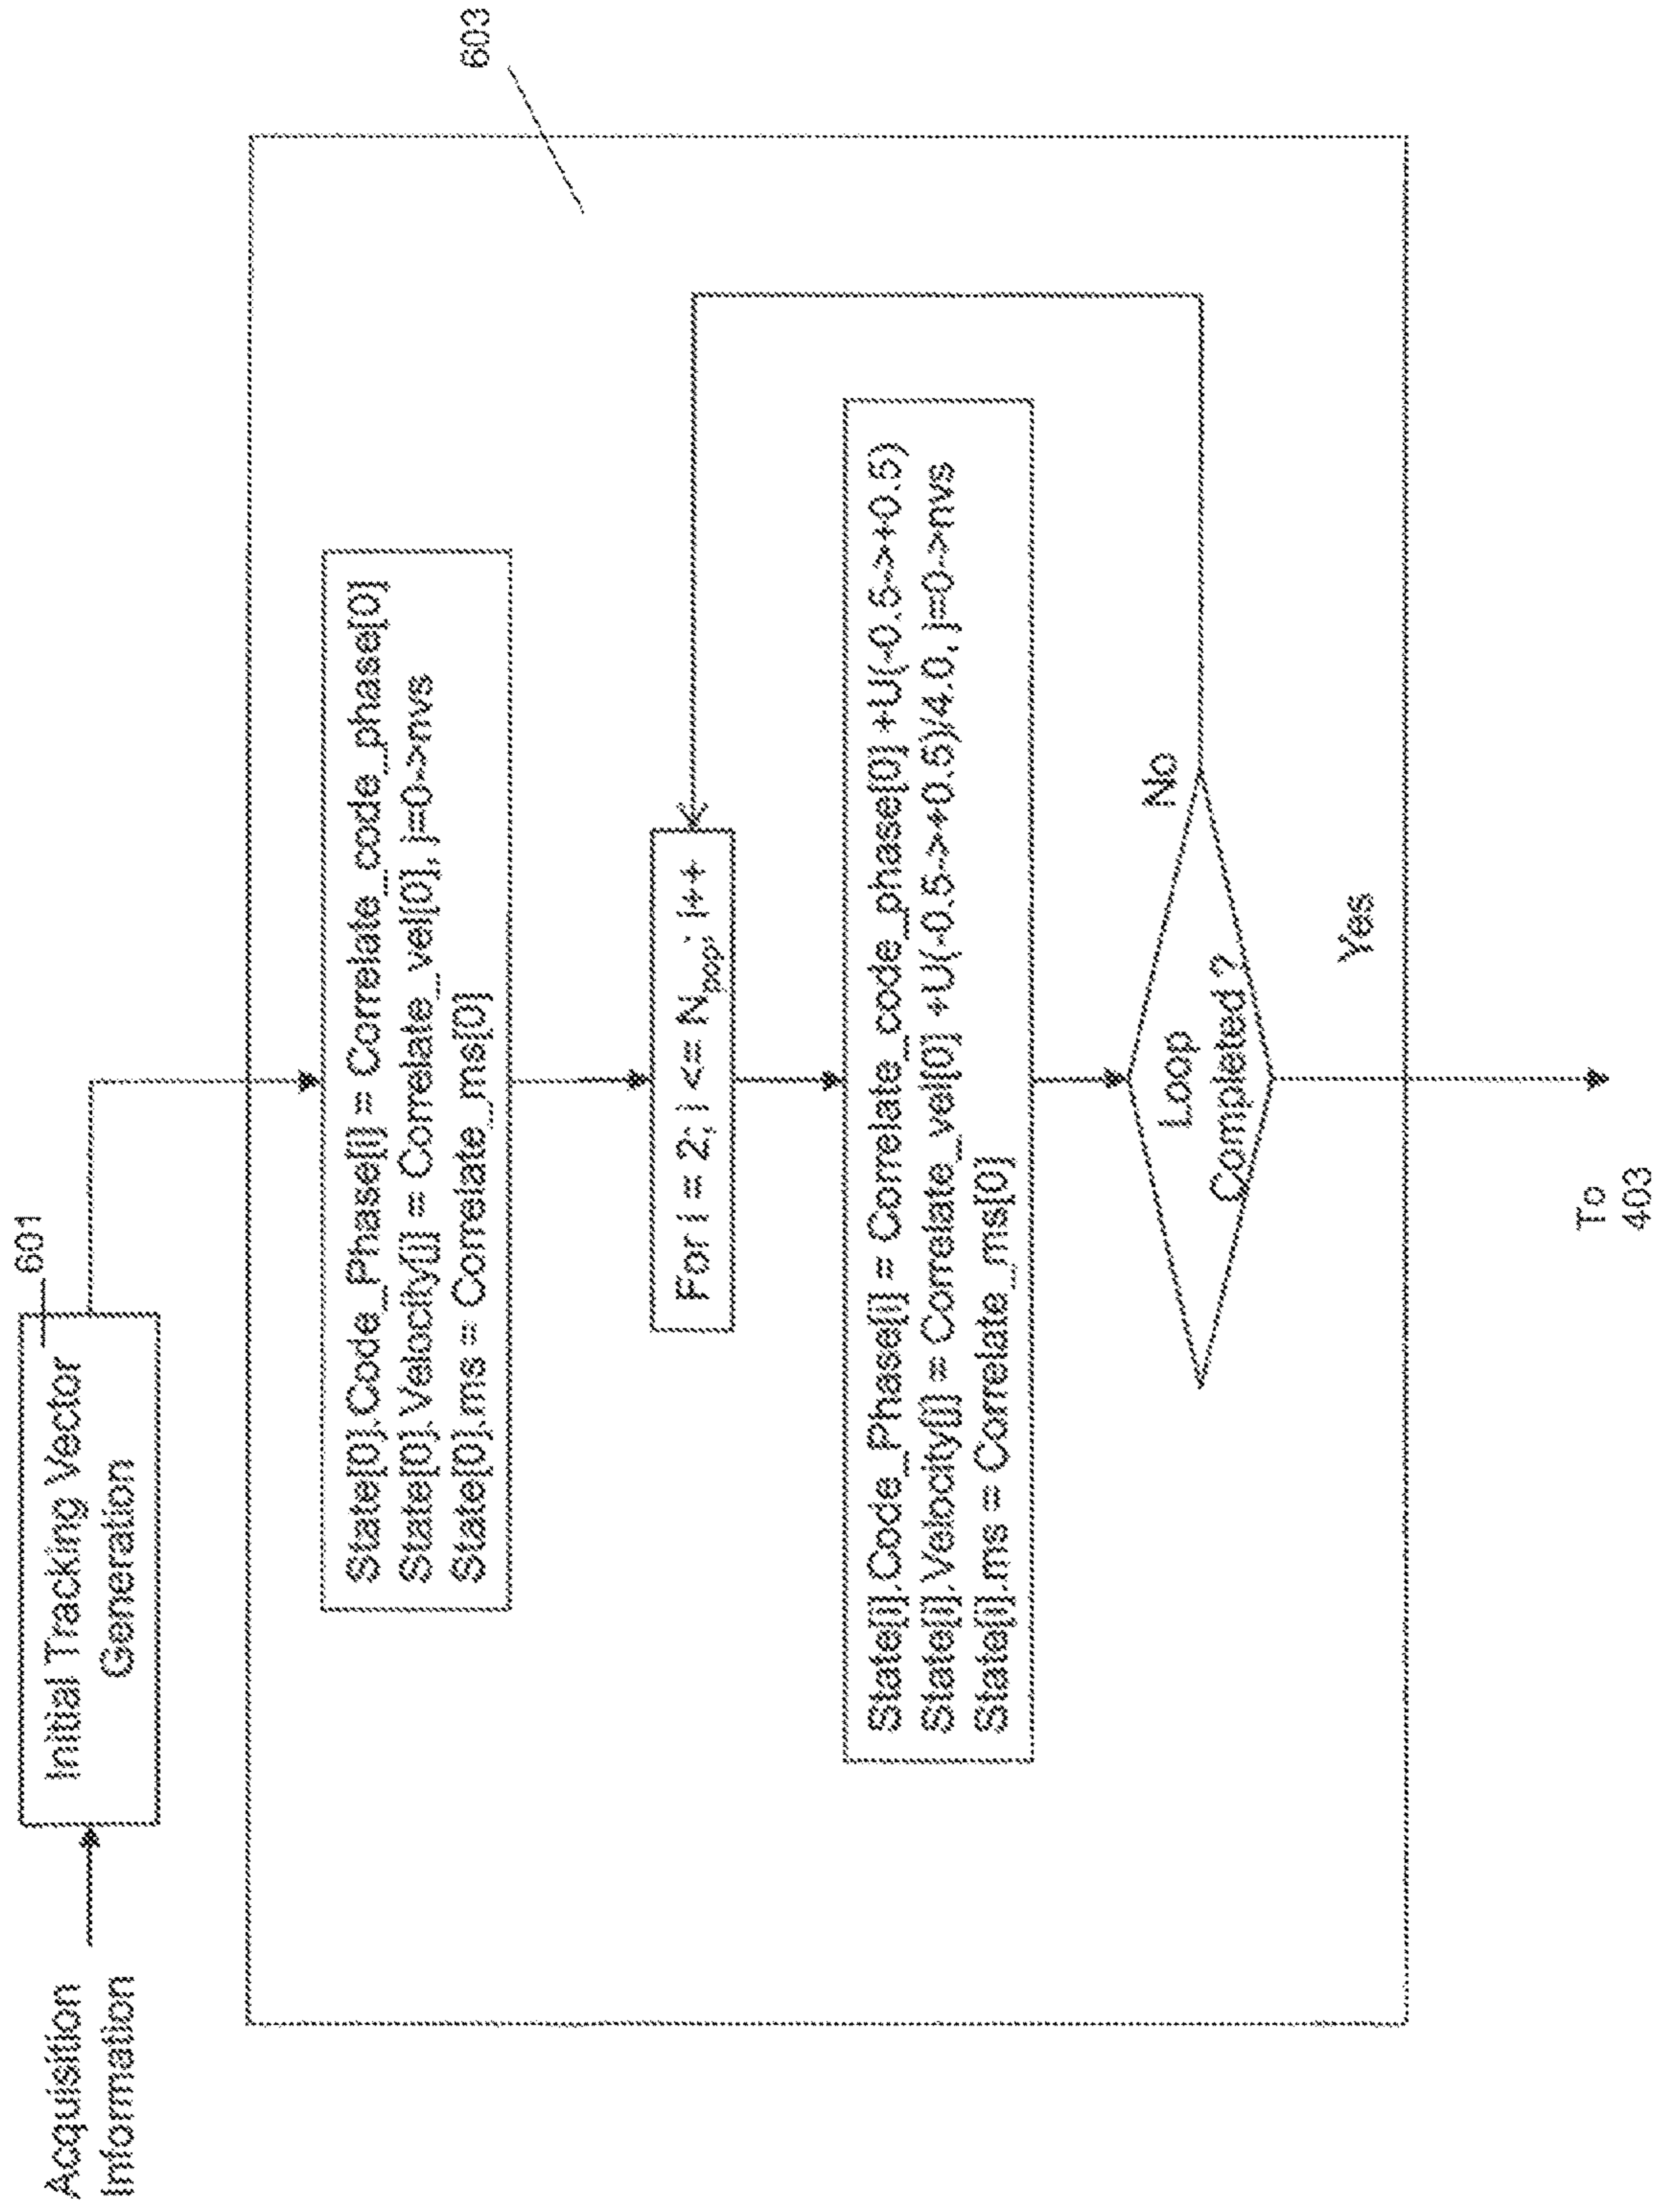 Acquisition
Information
Initial Tracking Vector
Generation
601
603
State[0].Code_Phase[i] = Correlate_code_phase[0]
State[0].Velocity[j] = Correlate_vel[0], j=0->nvs
State[0].ms = Correlate_ms[0]
For i = 2; i <= Npop; i++
State[i].Code_Phase[i] = Correlate_code_phase[0] +U(-0.5->+0.5)
State[i].Velocity[j] = Correlate_vel[0] +U(-0.5->+0.5)/4.0, j=0->nvs
State[i].ms = Correlate_ms[0]
Loop
Completed ?
No
Yes
To
403